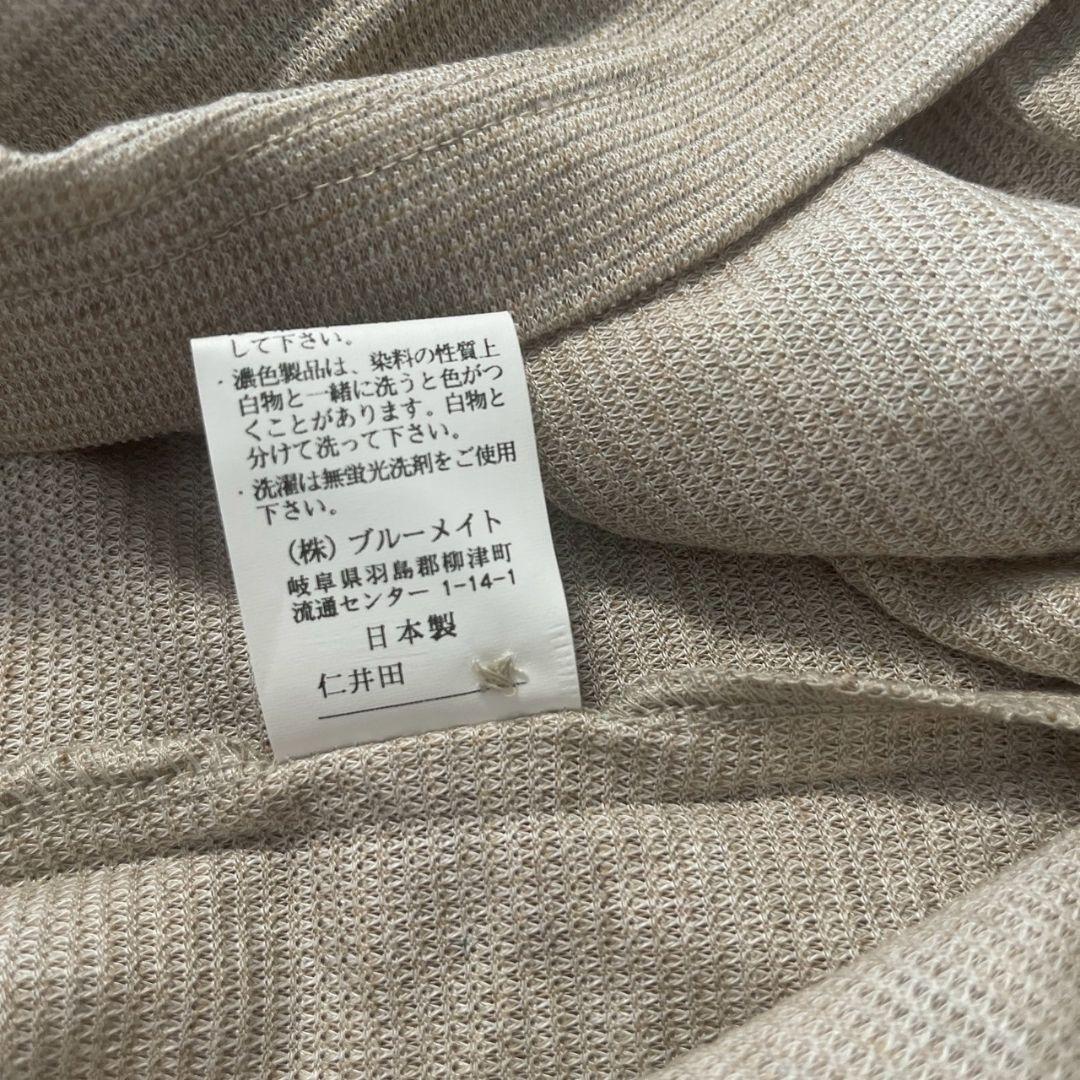 して下さい。
・濃色製品は、染料の性質上
白物と一緒に洗うと色がつ
くことがあります。白物と
分けて洗って下さい。
・洗濯は無蛍光洗剤をご使用
下さい。
（株）ブルーメイト
岐阜県羽島郡柳津町
流通センター 1-14-1
日本製
仁井田